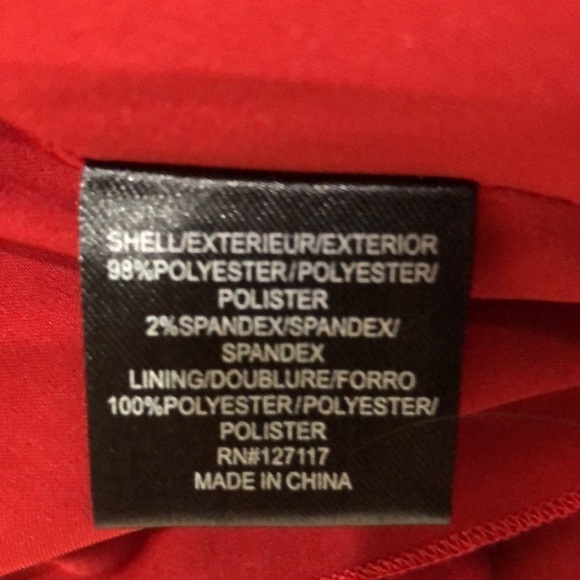 SHELL/EXTERIEUR/EXTERIOR
98%POLYESTER/POLYESTER/
POLISTER
2%SPANDEX/SPANDEX/
SPANDEX
LINING/DOUBLURE/FORRO
100%POLYESTER/POLYESTER/
POLISTER
RN#127117
MADE IN CHINA